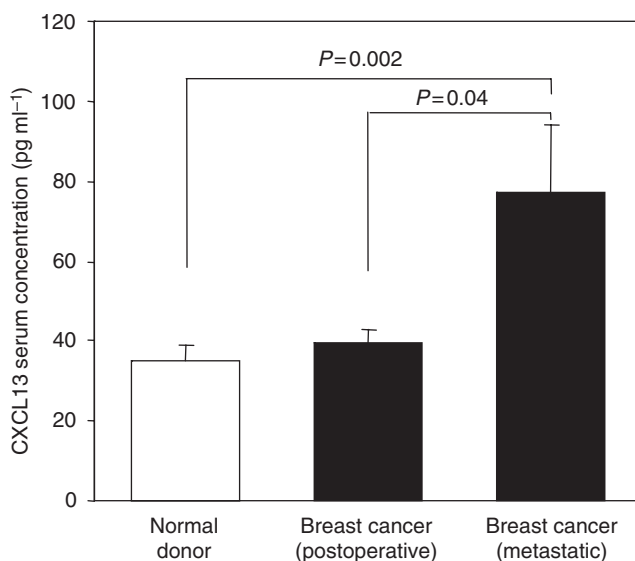 120
100
80
60
40
20
0
CXCL13 serum concentration (pg ml−1)
P=0.002
P=0.04
Normal
donor
Breast cancer
(postoperative)
Breast cancer
(metastatic)